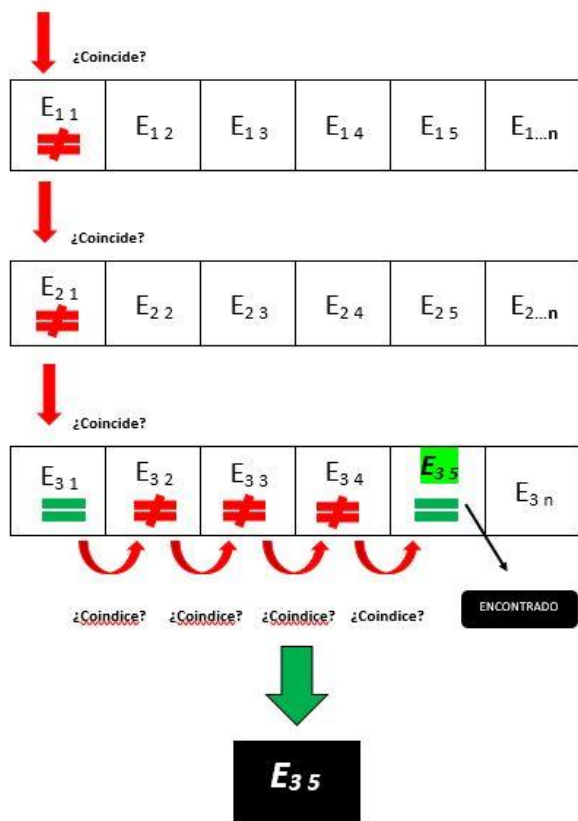 ¿Coincide?
E1 1 E1 2 E1 3 E1 4 E1 5 E1...n
¿Coincide?
E2 1 E2 2 E2 3 E2 4 E2 5 E2...n
¿Coincide?
E3 1 E3 2 E3 3 E3 4 E3 5 E3 n
¿Coindice? ¿Coindice? ¿Coindice? ¿Coindice?
ENCONTRADO
E3 5